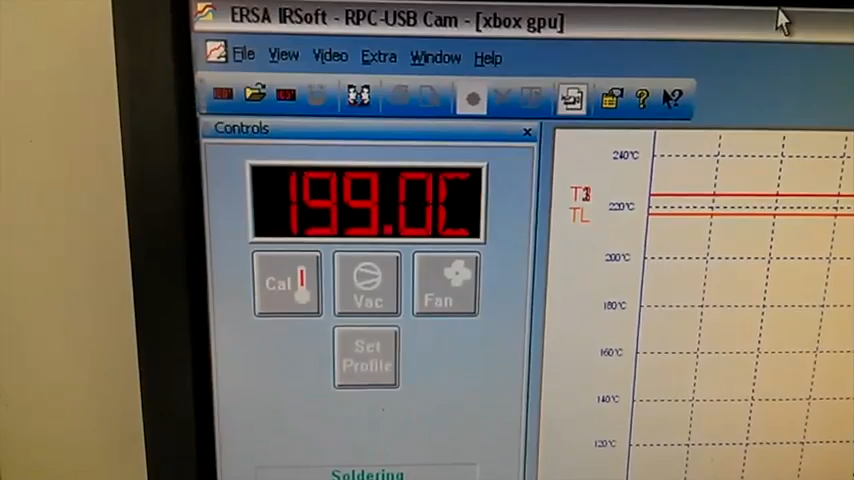 ERSA IRSoft - RPC-USB Cam - [xbox gpu]
File View Video Extra Window Help
Controls
199.0C
Cal
Vac
Fan
Set
Profile
Soldering
240°C
T3
TL
220°C
200°C
180°C
160°C
140°C
120°C